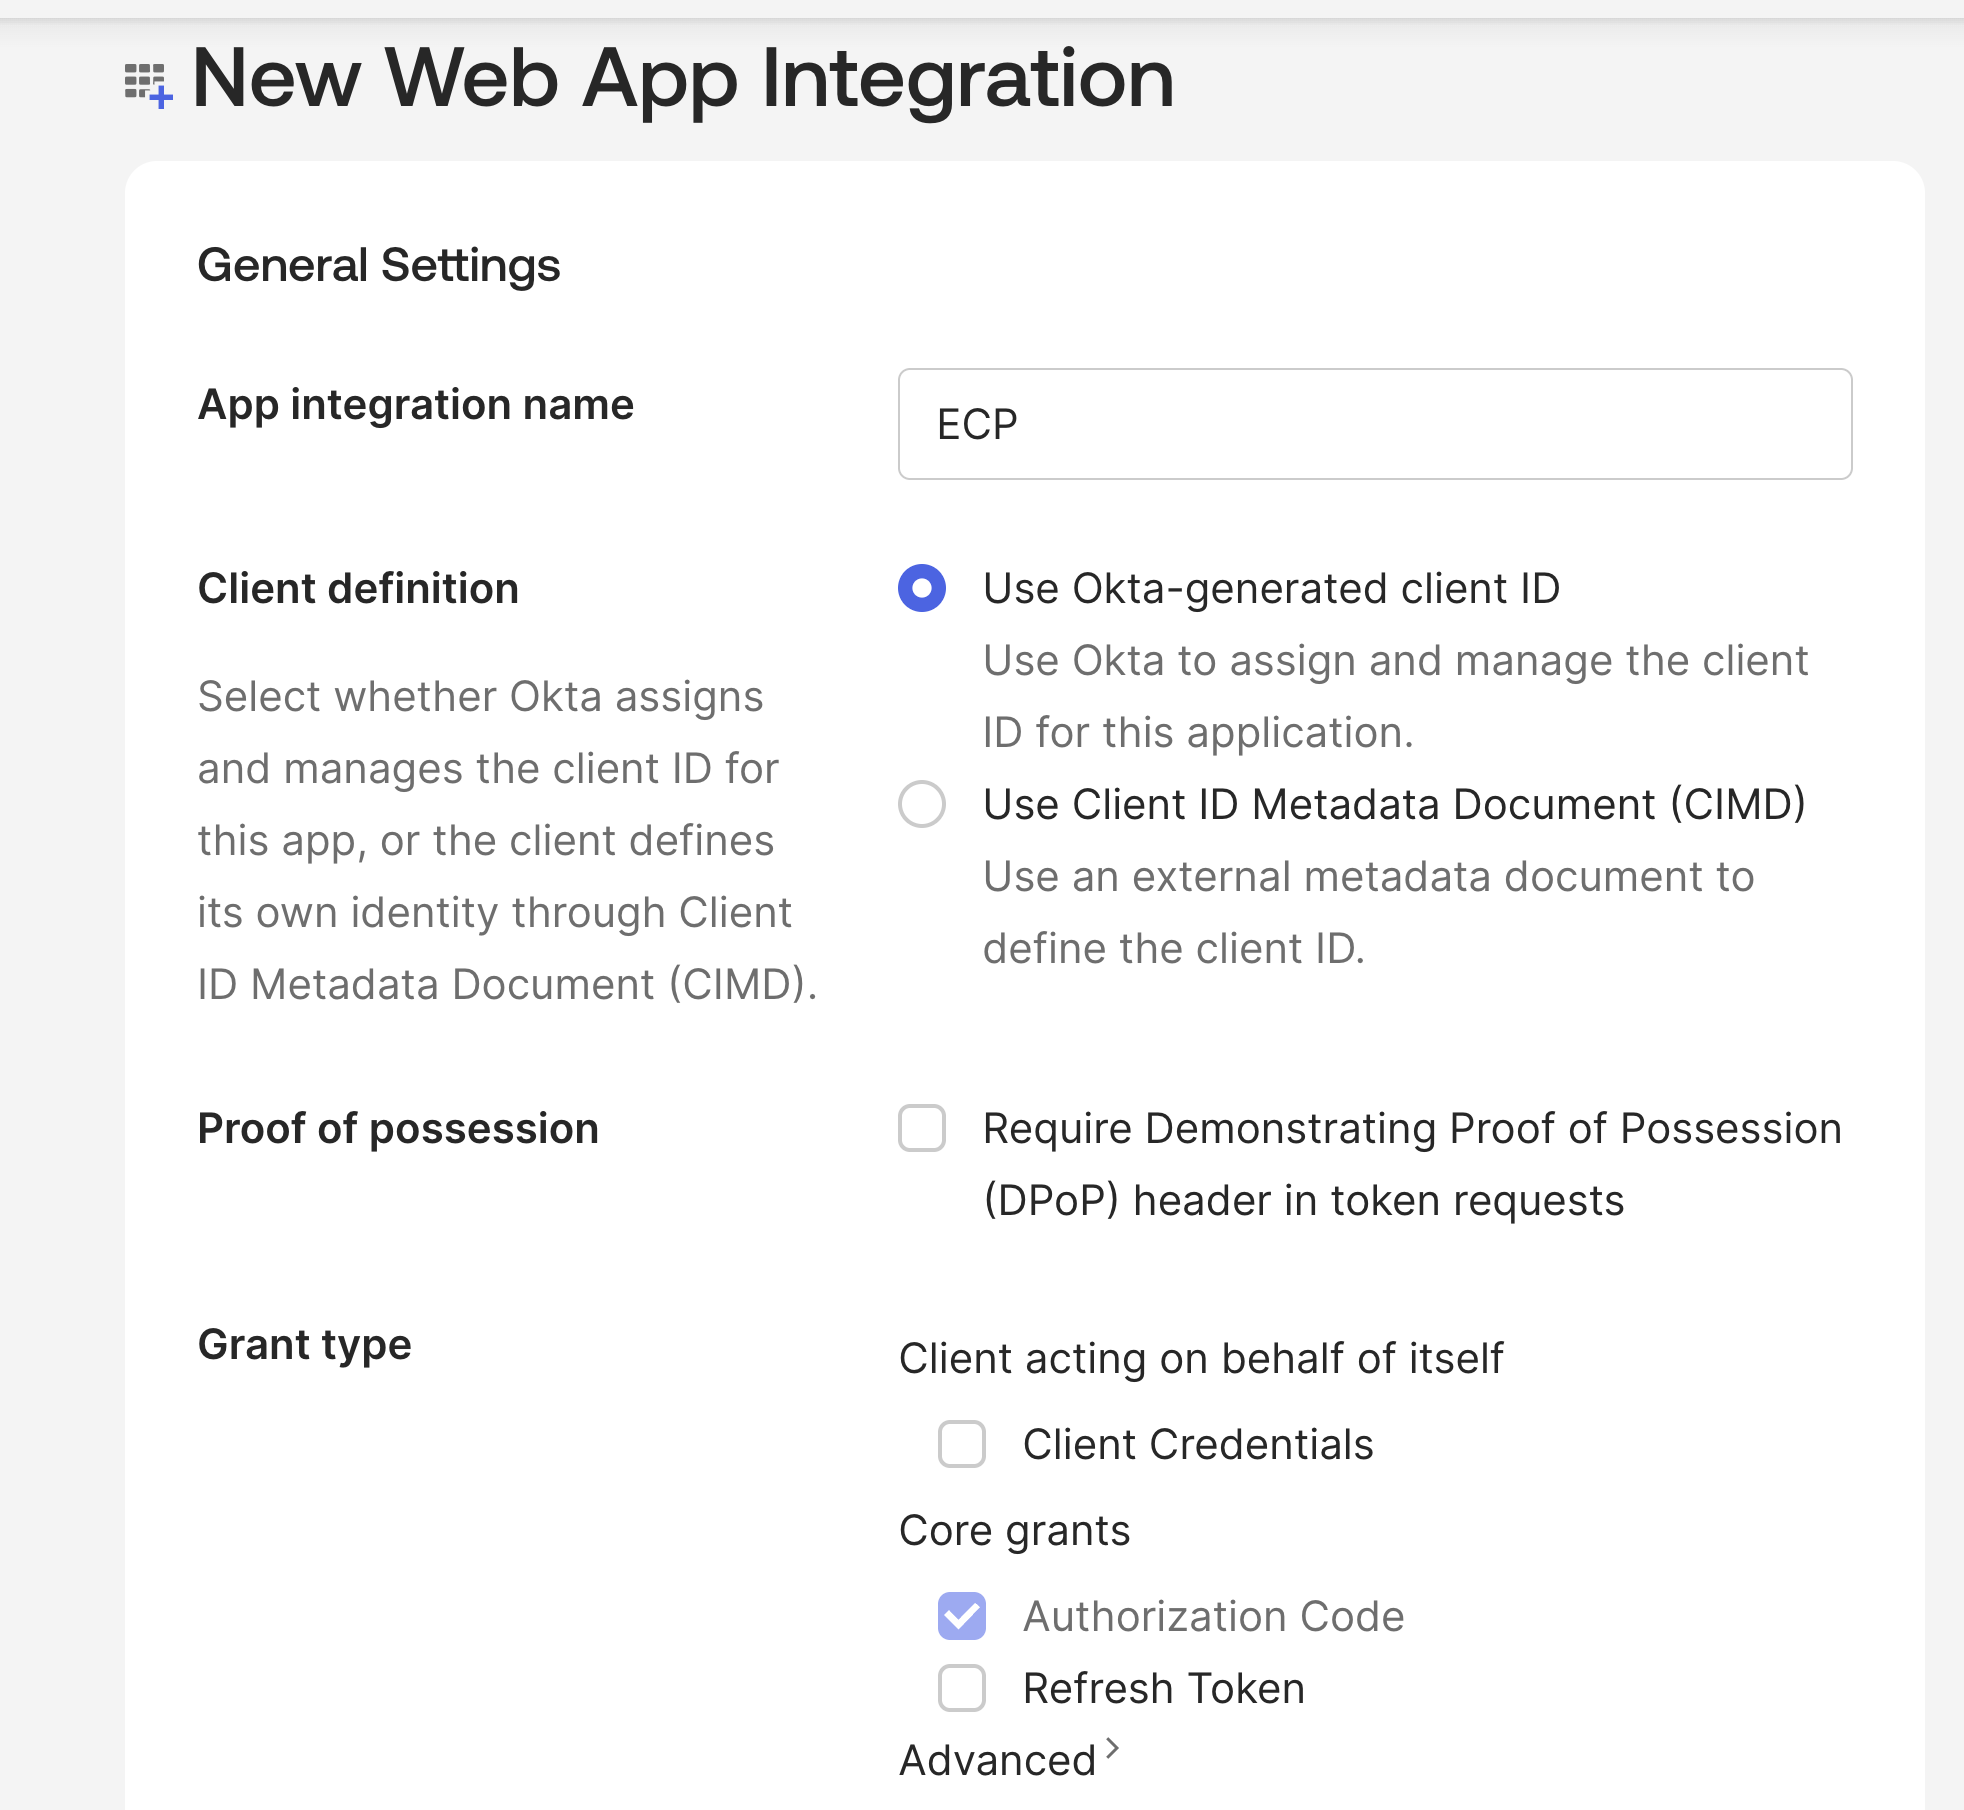 New Web App Integration
General Settings
App integration name
ECP
Client definition
Select whether Okta assigns
and manages the client ID for
this app, or the client defines
its own identity through Client
ID Metadata Document (CIMD).
Use Okta-generated client ID
Use Okta to assign and manage the client
ID for this application.
Use Client ID Metadata Document (CIMD)
Use an external metadata document to
define the client ID.
Proof of possession
Require Demonstrating Proof of Possession
(DPoP) header in token requests
Grant type
Client acting on behalf of itself
Client Credentials
Core grants
Authorization Code
Refresh Token
Advanced